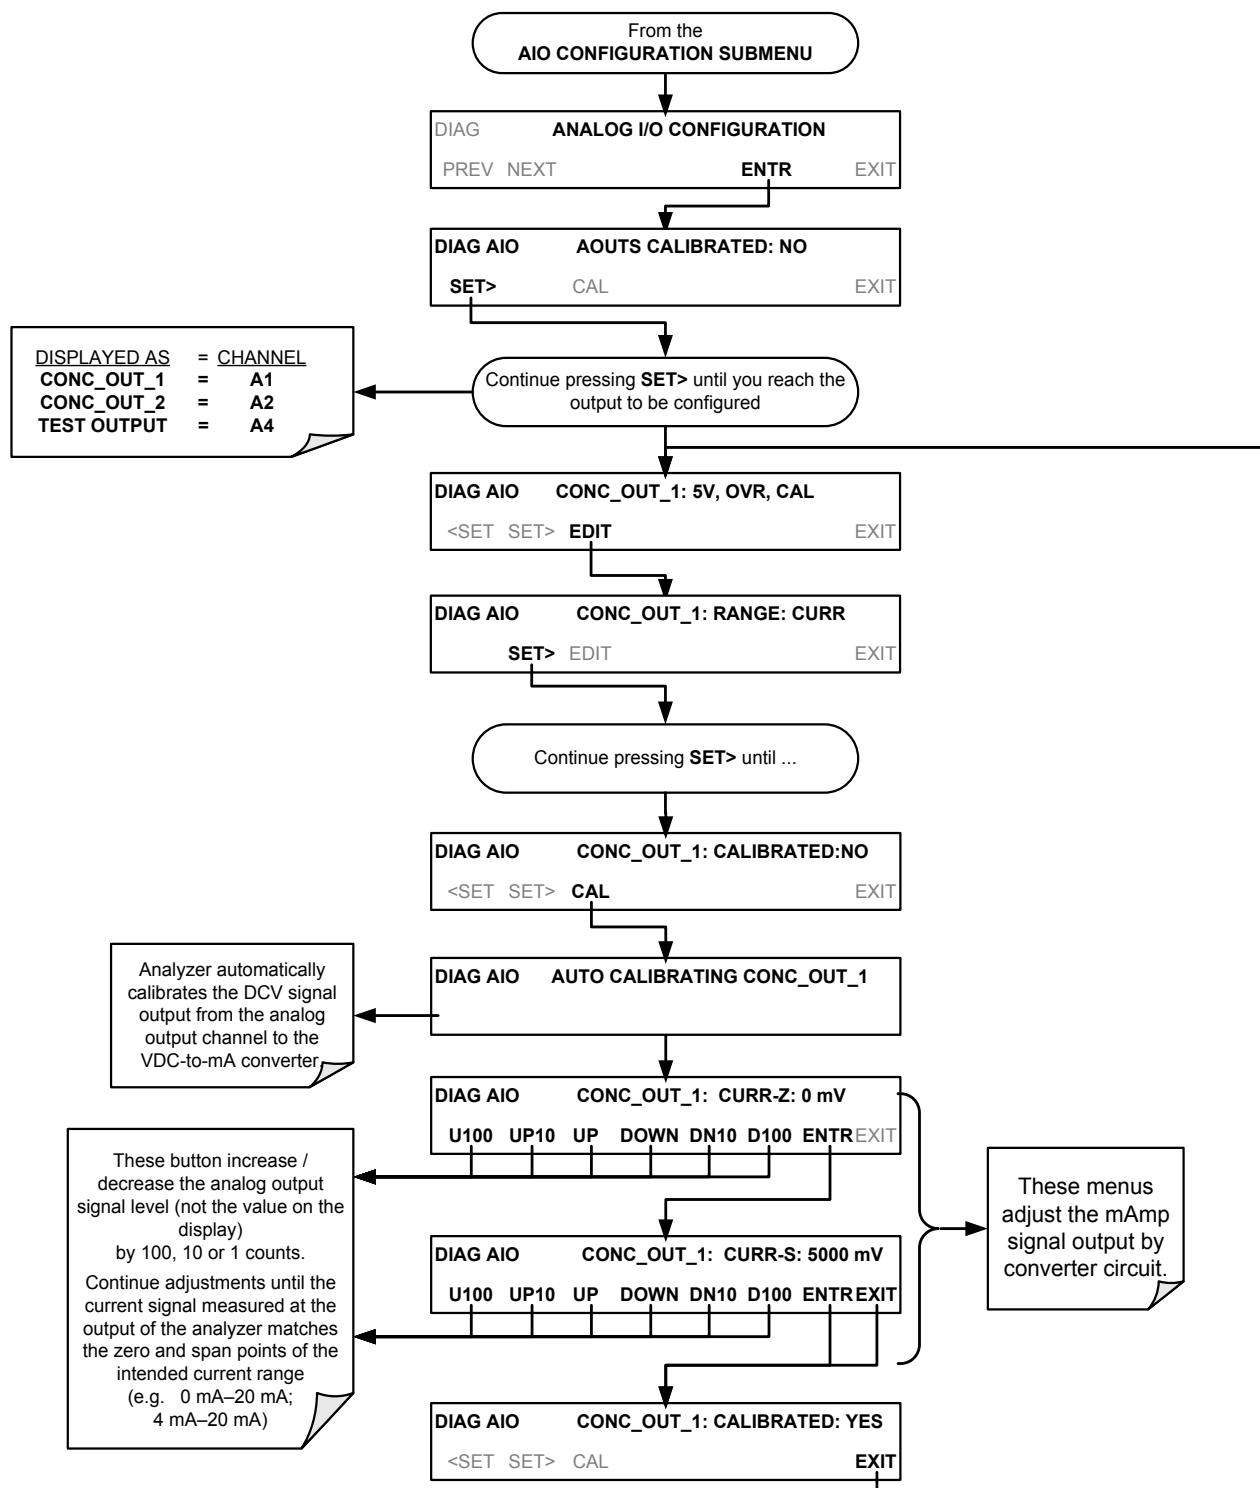 From the
AIO CONFIGURATION SUBMENU
DIAG ANALOG I/O CONFIGURATION
PREV NEXT ENTR EXIT
DIAG AIO AOUTS CALIBRATED: NO
SET> CAL EXIT
DISPLAYED AS = CHANNEL
CONC_OUT_1 = A1
CONC_OUT_2 = A2
TEST OUTPUT = A4
Continue pressing SET> until you reach the
output to be configured
DIAG AIO CONC_OUT_1: 5V, OVR, CAL
<SET SET> EDIT EXIT
DIAG AIO CONC_OUT_1: RANGE: CURR
SET> EDIT EXIT
Continue pressing SET> until ...
DIAG AIO CONC_OUT_1: CALIBRATED:NO
<SET SET> CAL EXIT
Analyzer automatically
calibrates the DCV signal
output from the analog
output channel to the
VDC-to-mA converter.
DIAG AIO AUTO CALIBRATING CONC_OUT_1
DIAG AIO CONC_OUT_1: CURR-Z: 0 mV
U100 UP10 UP DOWN DN10 D100 ENTR EXIT
These button increase /
decrease the analog output
signal level (not the value on the
display)
by 100, 10 or 1 counts.
Continue adjustments until the
current signal measured at the
output of the analyzer matches
the zero and span points of the
intended current range
(e.g. 0 mA–20 mA;
4 mA–20 mA)
These menus
adjust the mAmp
signal output by
converter circuit.
DIAG AIO CONC_OUT_1: CURR-S: 5000 mV
U100 UP10 UP DOWN DN10 D100 ENTR EXIT
DIAG AIO CONC_OUT_1: CALIBRATED: YES
<SET SET> CAL EXIT